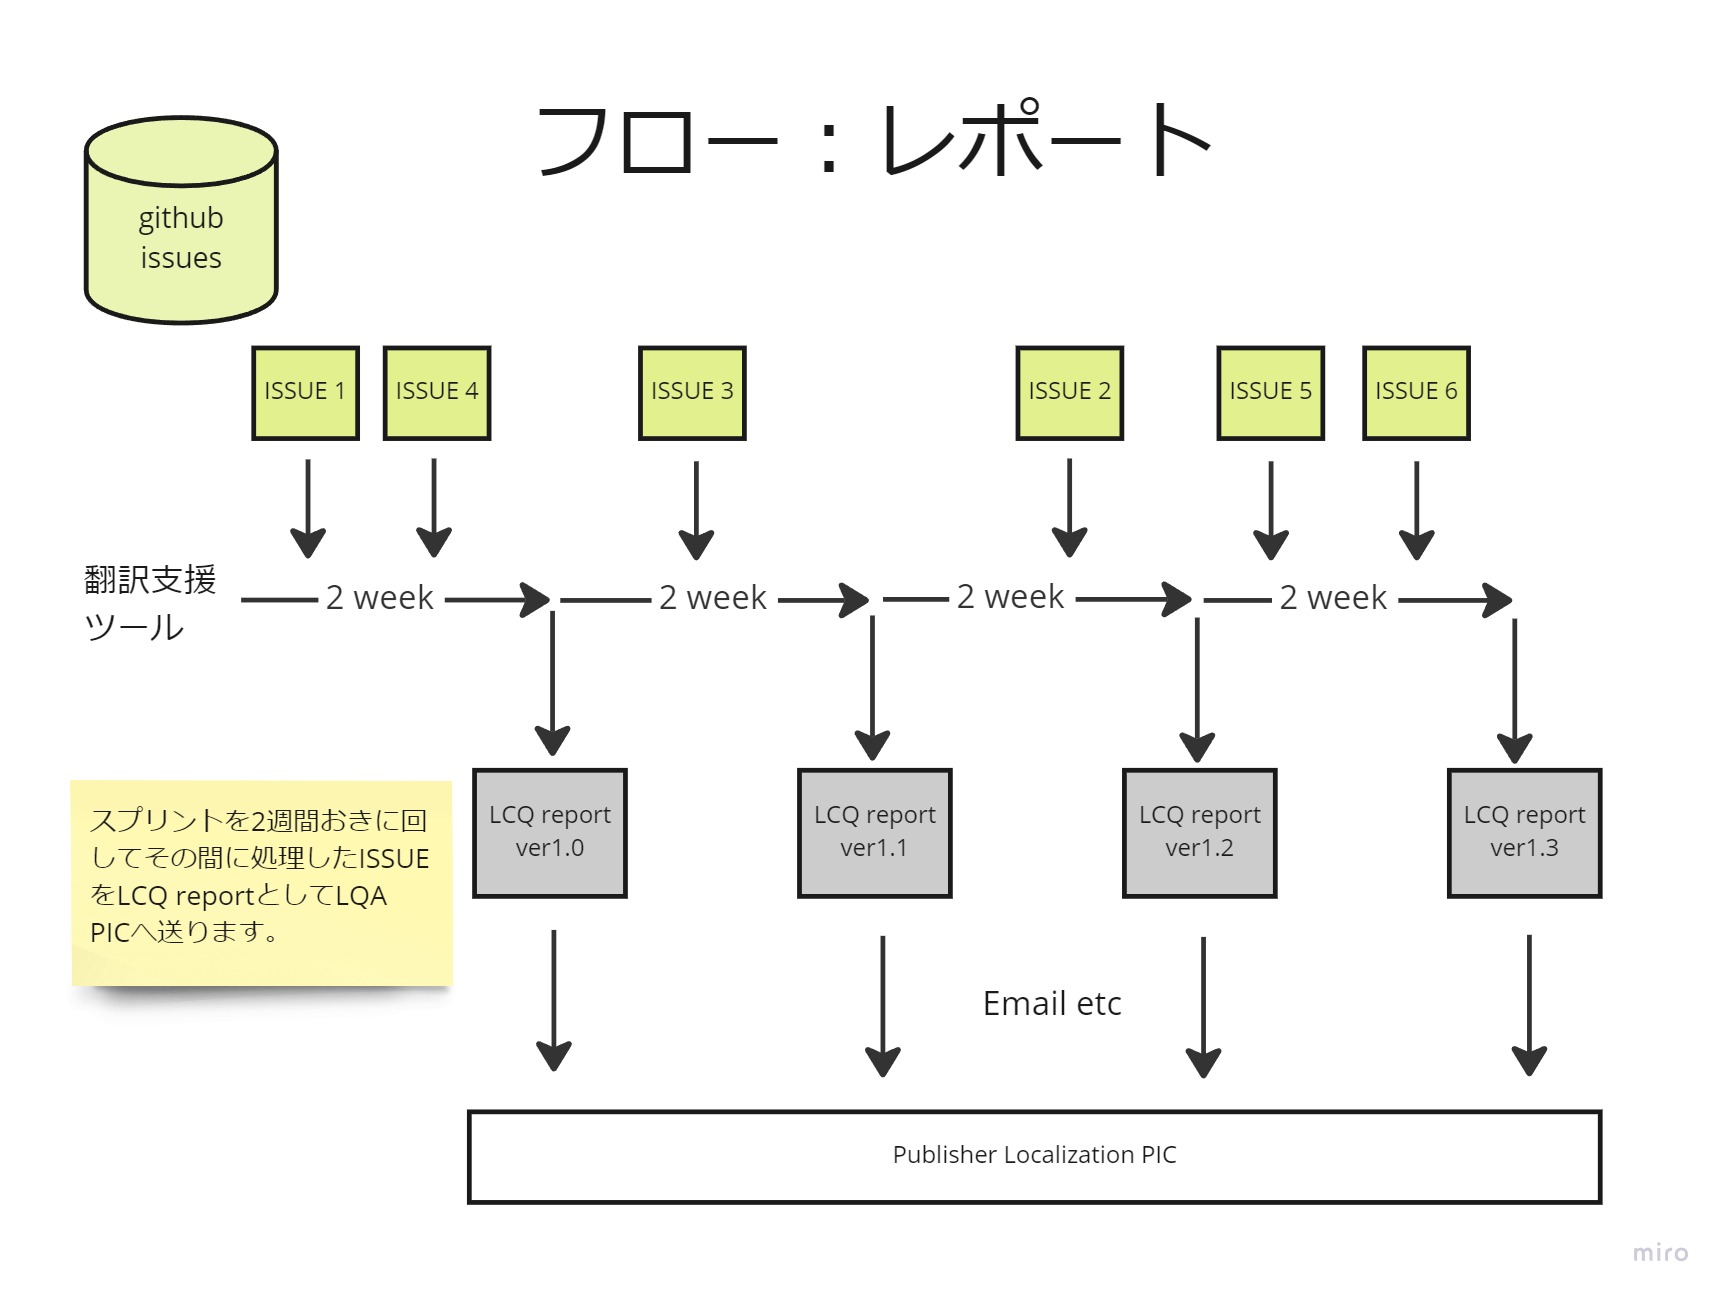 フロー：レポート
github
issues
ISSUE 1
ISSUE 4
ISSUE 3
ISSUE 2
ISSUE 5
ISSUE 6
翻訳支援
ツール
2 week
2 week
2 week
2 week
スプリントを2週間おきに回
してその間に処理したISSUE
をLCQ reportとしてLQA
PICへ送ります。
LCQ report
ver1.0
LCQ report
ver1.1
LCQ report
ver1.2
LCQ report
ver1.3
Email etc
Publisher Localization PIC
miro